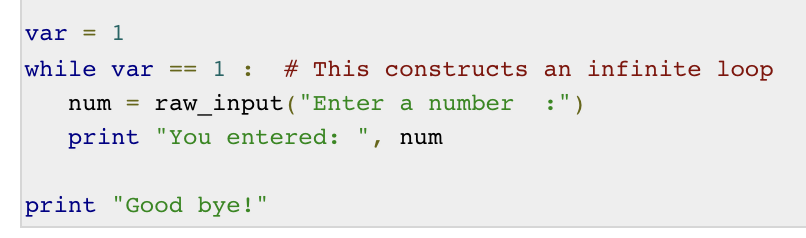 var = 1
while var == 1 :  # This constructs an infinite loop
   num = raw_input("Enter a number  :")
   print "You entered: ", num

print "Good bye!"